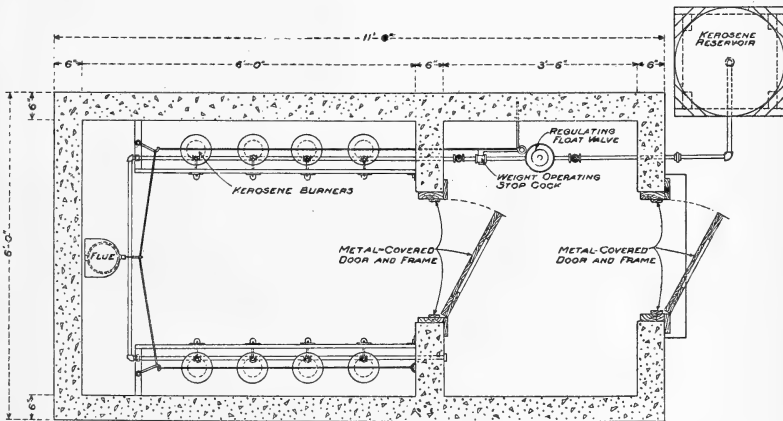 KEROSENE
RESERVOIR
11'
6"
6'-0"
6"
3'-6"
6"
6"
REGULATING
FLOAT VALVE
WEIGHT OPERATING
STOP COCK
KEROSENE BURNERS
6'-0"
FLUE
METAL-COVERED
DOOR AND FRAME
METAL-COVERED
DOOR AND FRAME
6"